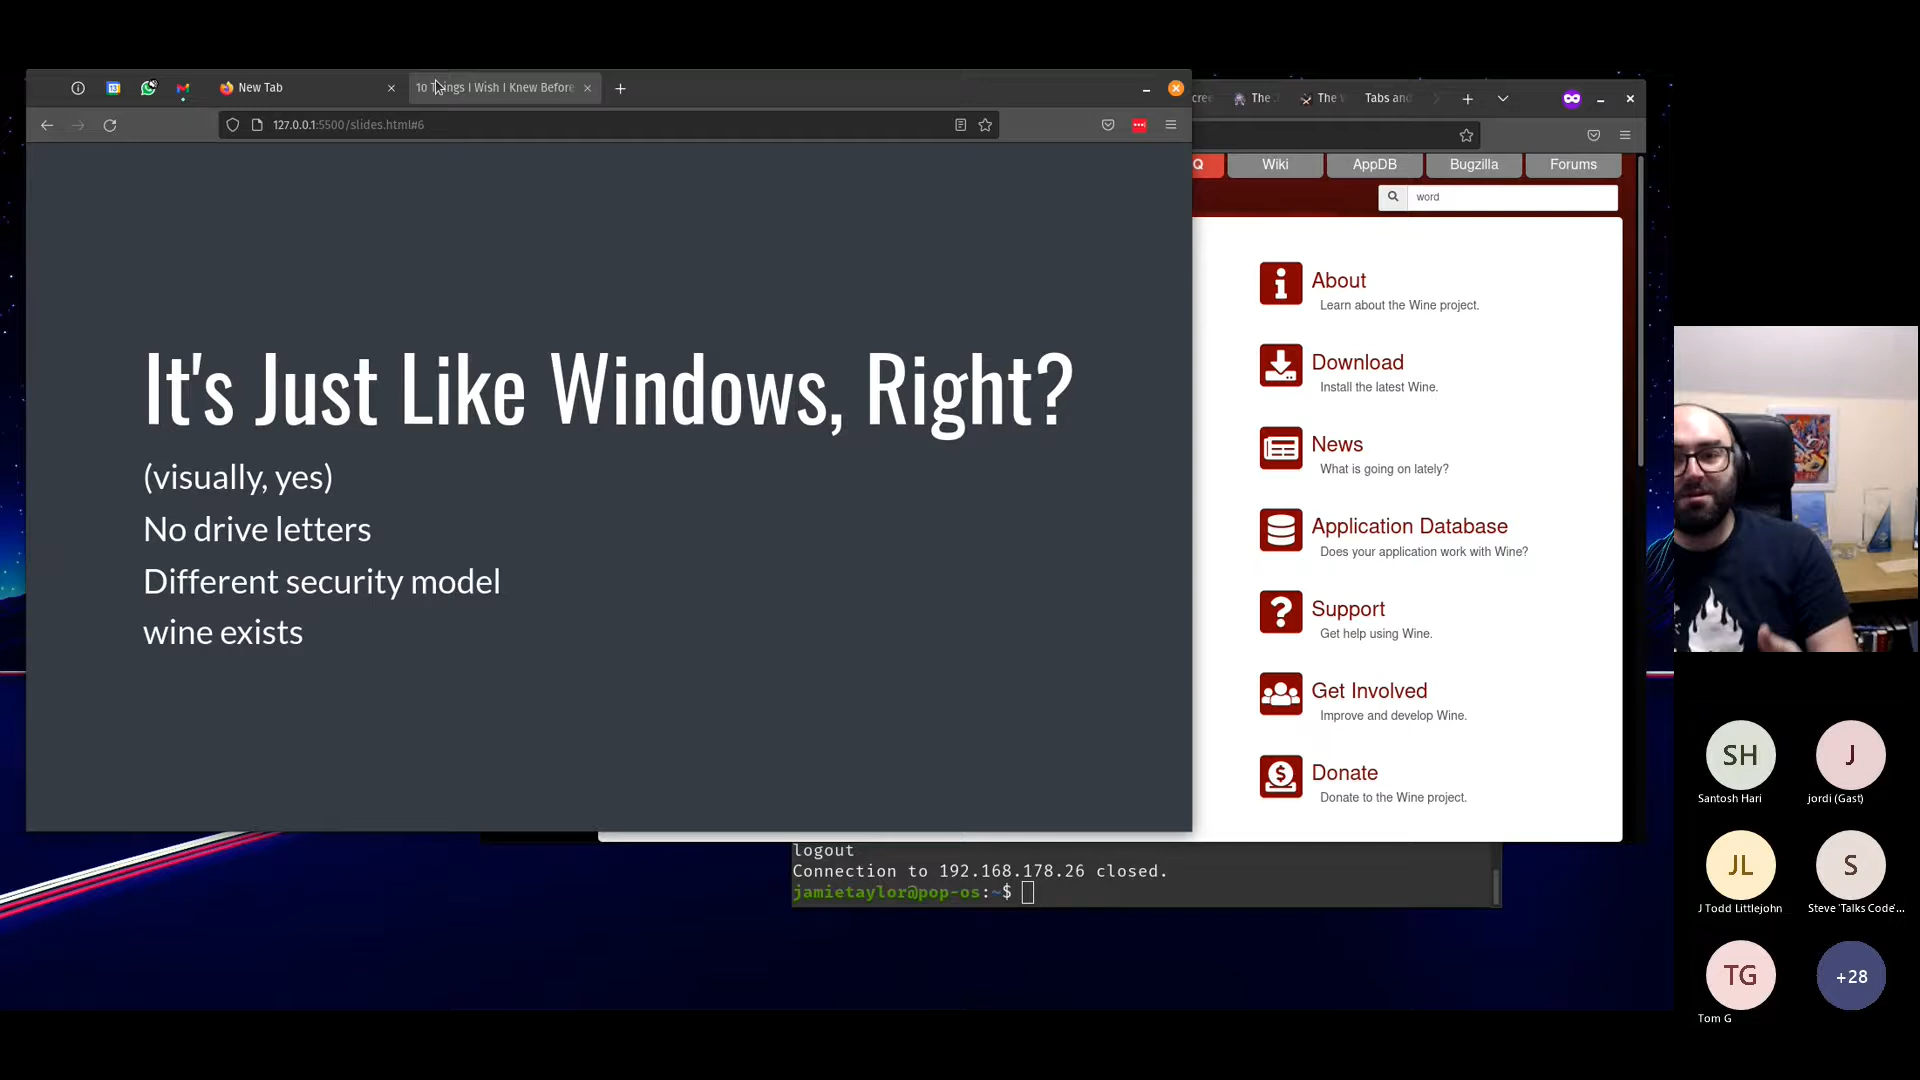 New Tab
10 Things I Wish I Knew Before
127.0.0.1:5500/slides.html#6
It's Just Like Windows, Right?
(visually, yes)
No drive letters
Different security model
wine exists
The
The
Tabs and
Q
Wiki
AppDB
Bugzilla
Forums
word
About
Learn about the Wine project.
Download
Install the latest Wine.
News
What is going on lately?
Application Database
Does your application work with Wine?
Support
Get help using Wine.
Get Involved
Improve and develop Wine.
Donate
Donate to the Wine project.
logout
Connection to 192.168.178.26 closed.
jamietaylor@pop-os:~$
SH
J
Santosh Hari
jordi (Gast)
JL
S
J Todd Littlejohn
Steve 'Talks Code'...
TG
+28
Tom G